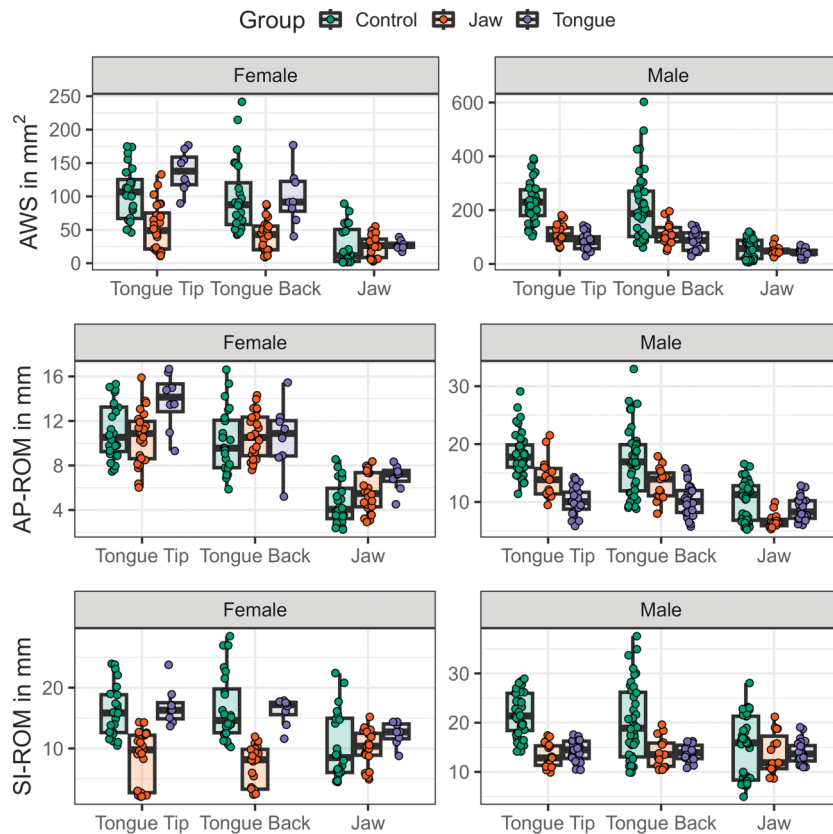 Group Control Jaw Tongue
Female Male
AWS in mm²
250
200
150
100
50
0
600
400
200
0
Tongue Tip Tongue Back Jaw
Tongue Tip Tongue Back Jaw
Female Male
AP-ROM in mm
16
12
8
4
30
20
10
Tongue Tip Tongue Back Jaw
Tongue Tip Tongue Back Jaw
Female Male
SI-ROM in mm
20
10
30
20
10
Tongue Tip Tongue Back Jaw
Tongue Tip Tongue Back Jaw